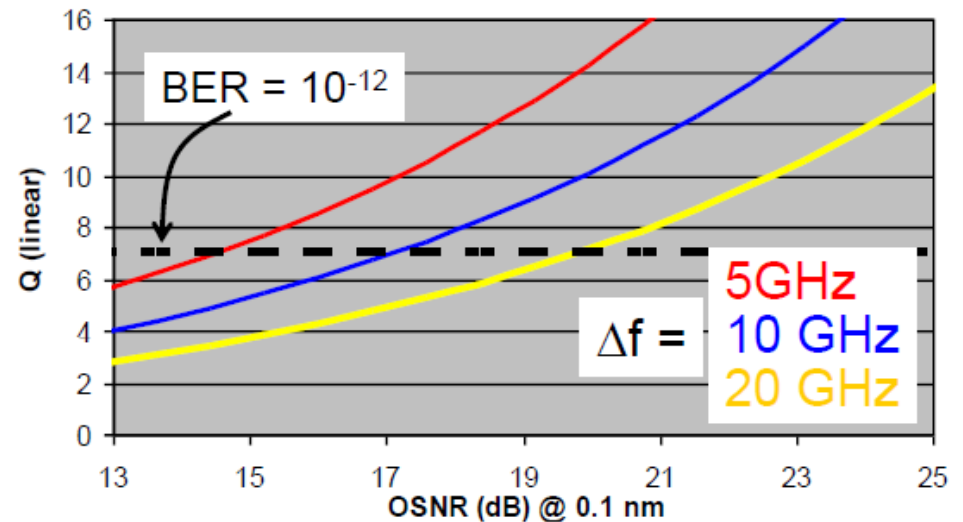 16
14
12
10
8
6
4
2
0
Q (linear)
BER = 10⁻¹²
Δf =
5GHz
10 GHz
20 GHz
13 15 17 19 21 23 25
OSNR (dB) @ 0.1 nm